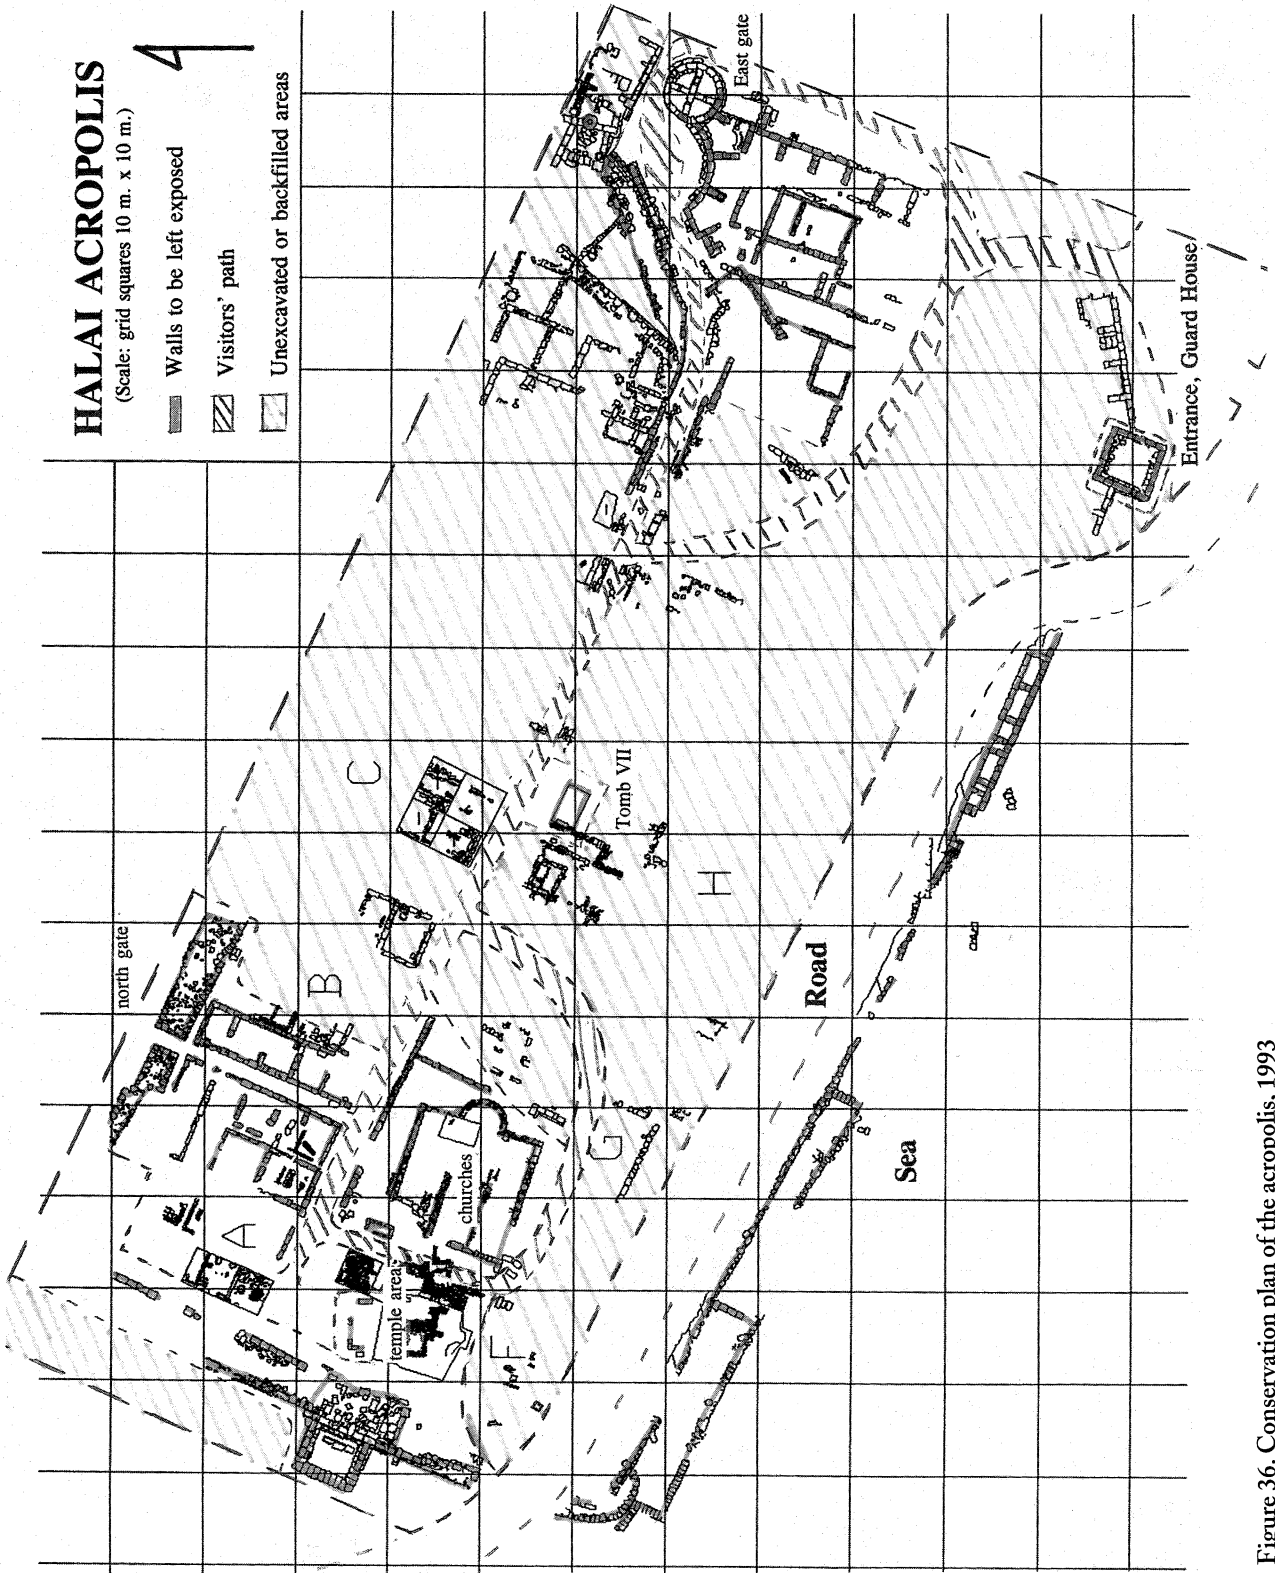 HALAI ACROPOLIS
(Scale: grid squares 10 m. x 10 m.)
Walls to be left exposed
Visitors' path
Unexcavated or backfilled areas
north gate
East gate
A
B
C
F
G
H
Tomb VII
churches
temple area
Entrance, Guard House
Road
Sea
Figure 36. Conservation plan of the acropolis, 1993